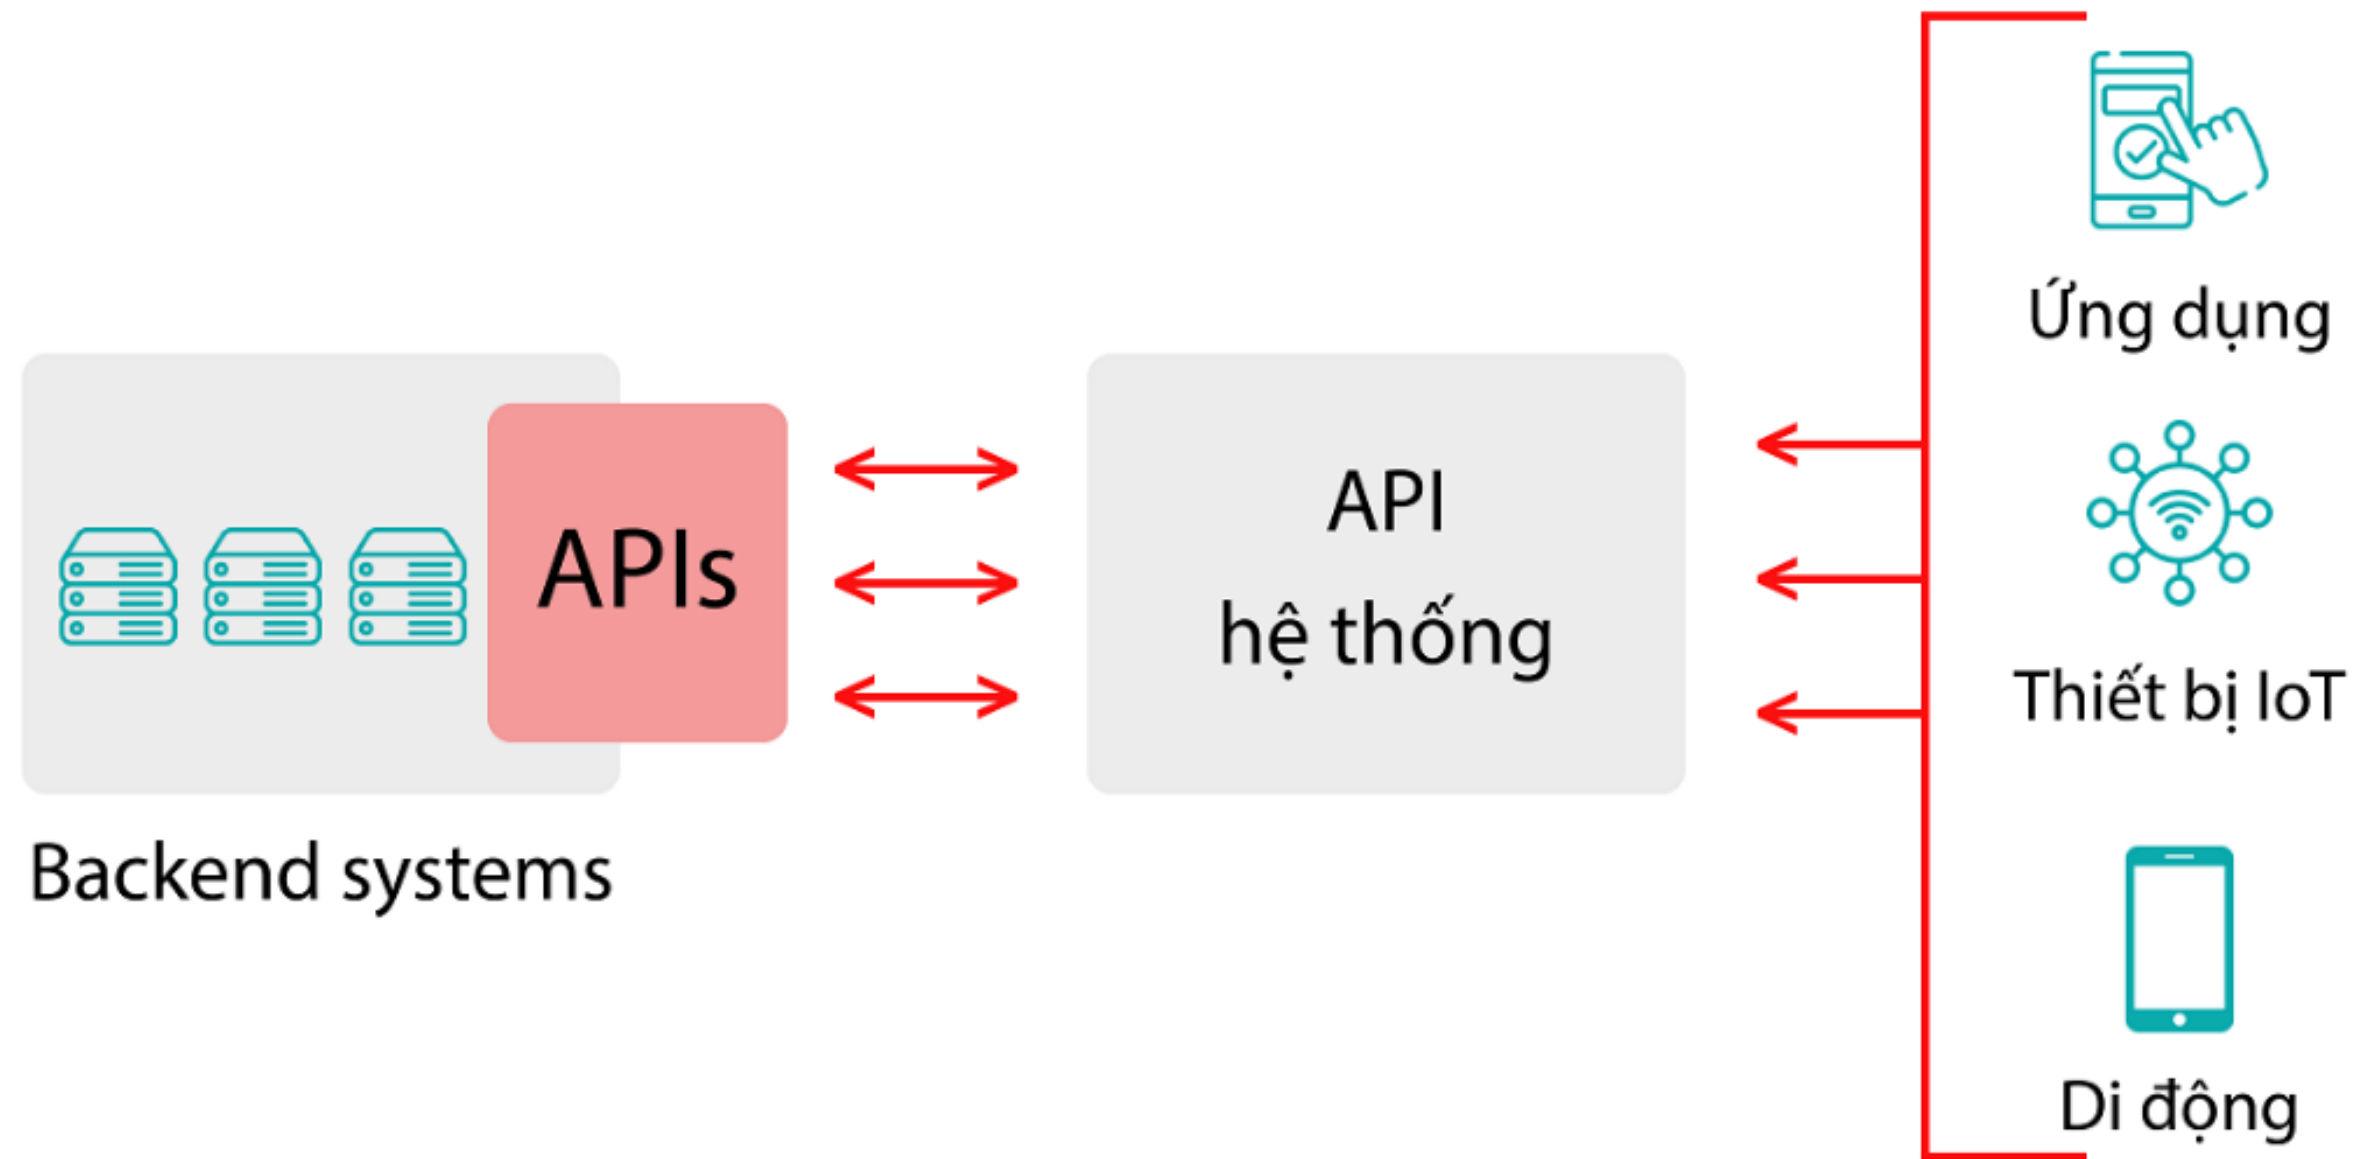 APIs
Backend systems
API
hệ thống
Ứng dụng
Thiết bị IoT
Di động